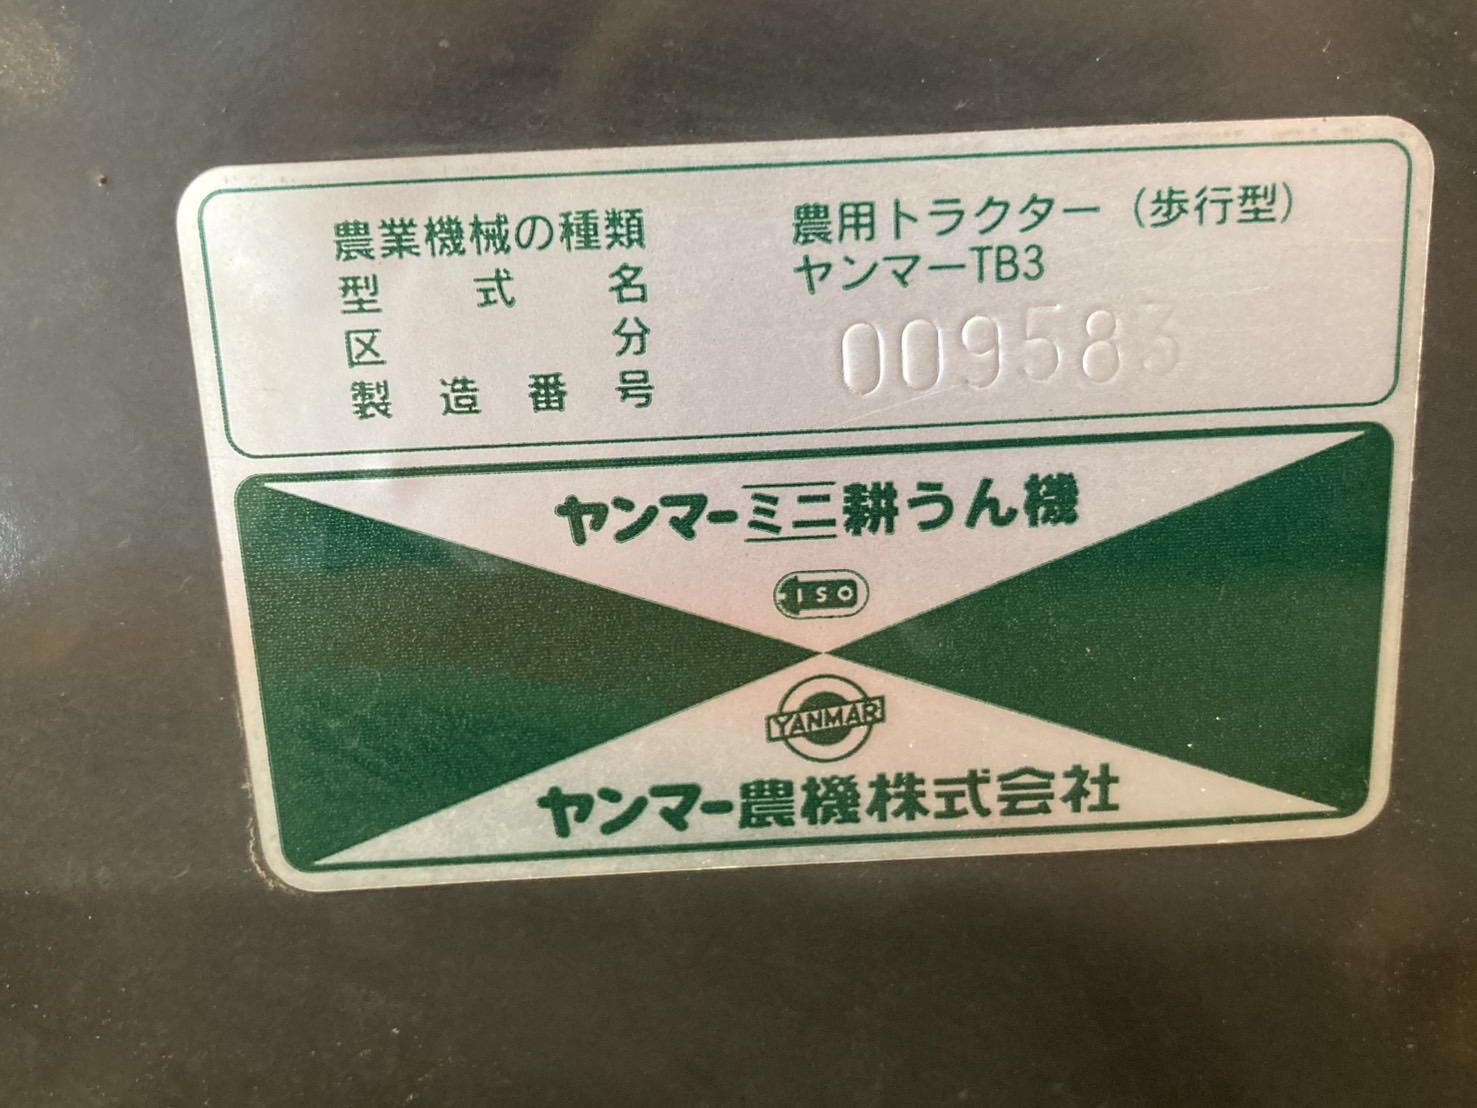 農業機械の種類 農用トラクター（歩行型）
型式名 ヤンマーTB3
区分
製造番号 009583
ヤンマーミニ耕うん機
ISO
YANMAR
ヤンマー農機株式会社